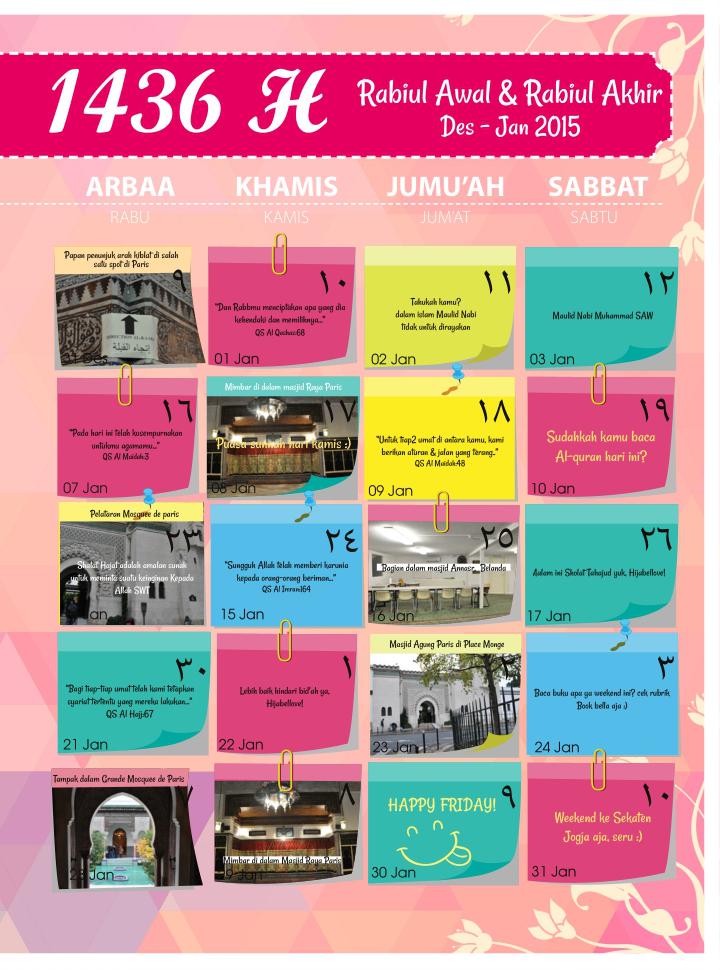 1436 H
Rabiul Awal & Rabiul Akhir
Des - Jan 2015
ARBAA KHAMIS JUMU'AH SABBAT
RABU KAMIS JUM'AT SABTU
Papan penunjuk arah kiblat di salah
satu spot di Paris
٩
DIRECTION AL-KAABA
إتجاه القبلة
31 Des
١٠
"Dan Rabbmu menciptakan apa yang dia
kehendaki dan memilihnya..."
QS Al Qashas:68
01 Jan
١١
Tahukah kamu?
dalam islam Maulid Nabi
tidak untuk dirayakan
02 Jan
١٢
Maulid Nabi Muhammad SAW
03 Jan
١٦
"Pada hari ini telah kusempurnakan
untukmu agamamu..."
QS Al Maidah:3
07 Jan
Mimbar di dalam masjid Raya Paris
١٧
Puasa sunnah hari kamis :)
08 Jan
١٨
"Untuk tiap2 umat di antara kamu, kami
berikan aturan & jalan yang terang.."
QS Al Maidah:48
09 Jan
١٩
Sudahkah kamu baca
Al-quran hari ini?
10 Jan
Pelataran Mosquee de paris
٢٣
Shalat Hajat adalah amalan sunah
untuk meminta suatu keinginan Kepada
Allah SWT
an
٢٤
"Sungguh Allah telah memberi karunia
kepada orang-orang beriman..."
QS Al Imran:164
15 Jan
٢٥
Bagian dalam masjid Annasr, Belanda
16 Jan
٢٦
Malam ini Sholat Tahajud yuk, Hijabellove!
17 Jan
٣٠
"Bagi tiap-tiap umat telah kami tetapkan
syariat tertentu yang mereka lakukan..."
QS Al Hajj:67
21 Jan
١
Lebih baik hindari bid'ah ya,
Hijabellove!
22 Jan
Masjid Agung Paris di Place Monge
23 Jan
٣
Baca buku apa ya weekend ini? cek rubrik
Book bella aja ;)
24 Jan
Tampak dalam Grande Mosquee de Paris
٧
28 Jan
٨
Mimbar di dalam Masjid Raya Paris
9 Jan
٩
HAPPY FRIDAY!
30 Jan
١٠
Weekend ke Sekaten
Jogja aja, seru :)
31 Jan